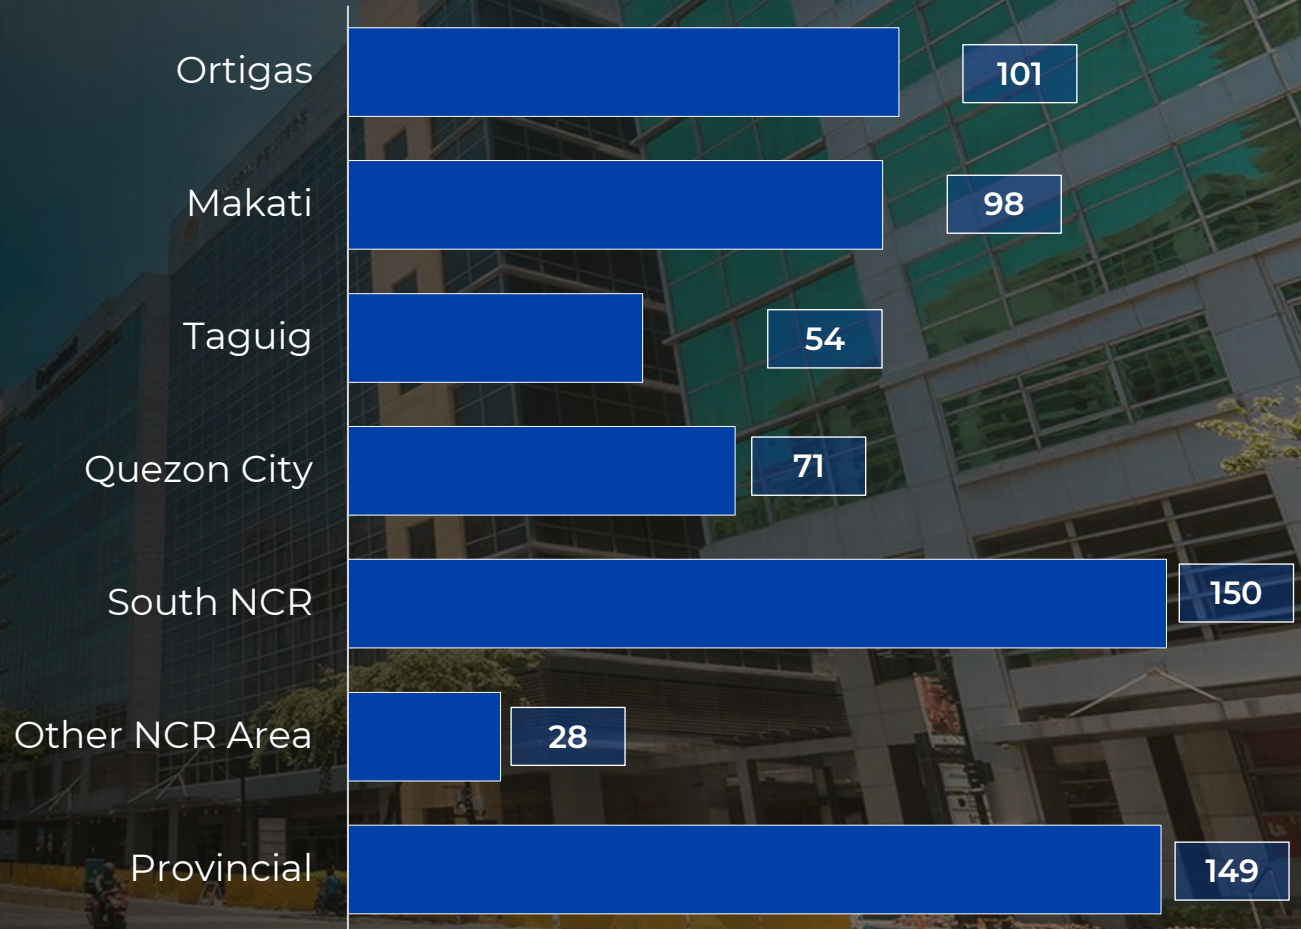 Ortigas 101
Makati 98
Taguig 54
Quezon City 71
South NCR 150
Other NCR Area 28
Provincial 149